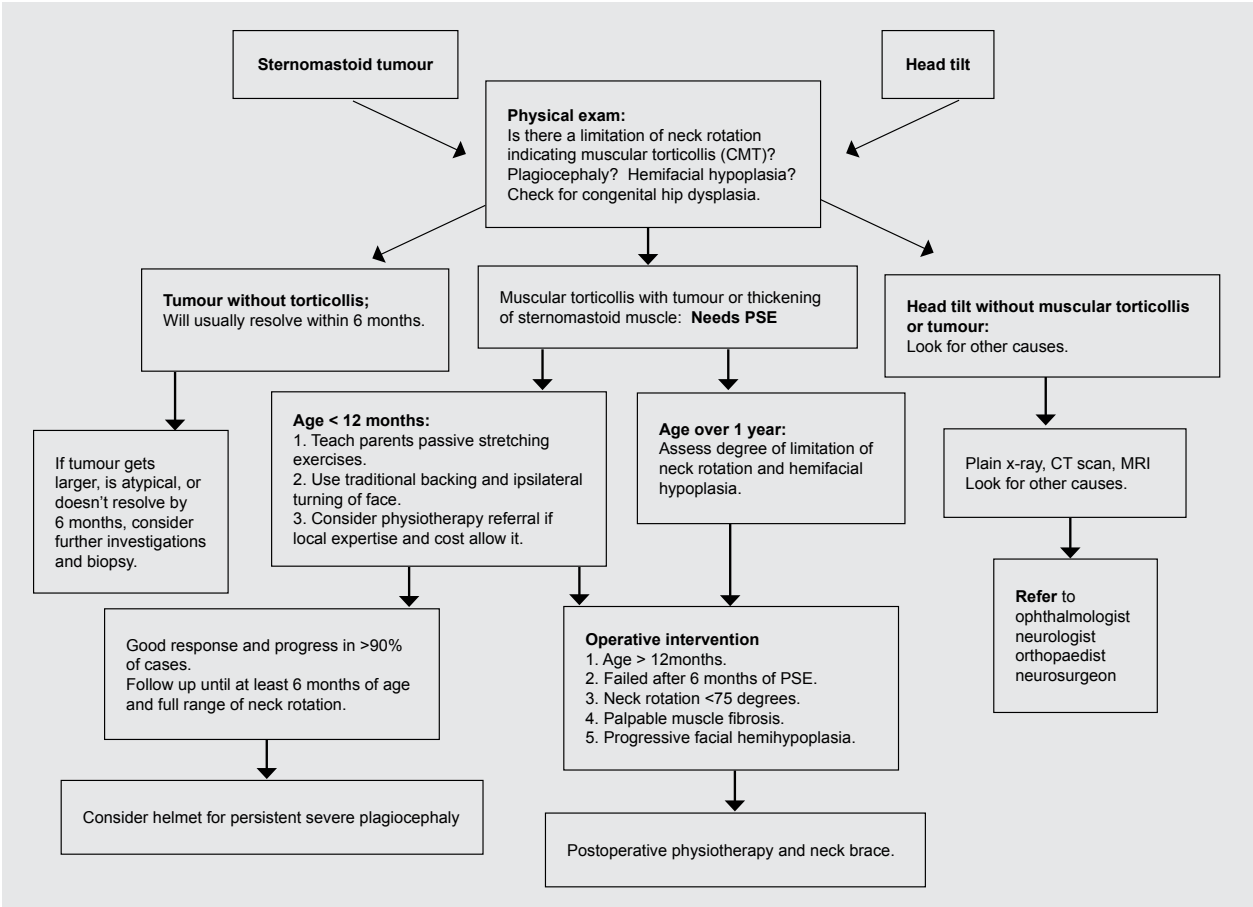 Sternomastoid tumour
Head tilt
Physical exam:
Is there a limitation of neck rotation
indicating muscular torticollis (CMT)?
Plagiocephaly? Hemifacial hypoplasia?
Check for congenital hip dysplasia.
Tumour without torticollis;
Will usually resolve within 6 months.
Muscular torticollis with tumour or thickening
of sternomastoid muscle: Needs PSE
Head tilt without muscular torticollis
or tumour:
Look for other causes.
If tumour gets
larger, is atypical, or
doesn't resolve by
6 months, consider
further investigations
and biopsy.
Age < 12 months:
1. Teach parents passive stretching
exercises.
2. Use traditional backing and ipsilateral
turning of face.
3. Consider physiotherapy referral if
local expertise and cost allow it.
Age over 1 year:
Assess degree of limitation of
neck rotation and hemifacial
hypoplasia.
Plain x-ray, CT scan, MRI
Look for other causes.
Good response and progress in >90%
of cases.
Follow up until at least 6 months of age
and full range of neck rotation.
Operative intervention
1. Age > 12months.
2. Failed after 6 months of PSE.
3. Neck rotation <75 degrees.
4. Palpable muscle fibrosis.
5. Progressive facial hemihypoplasia.
Refer to
ophthalmologist
neurologist
orthopaedist
neurosurgeon
Consider helmet for persistent severe plagiocephaly
Postoperative physiotherapy and neck brace.